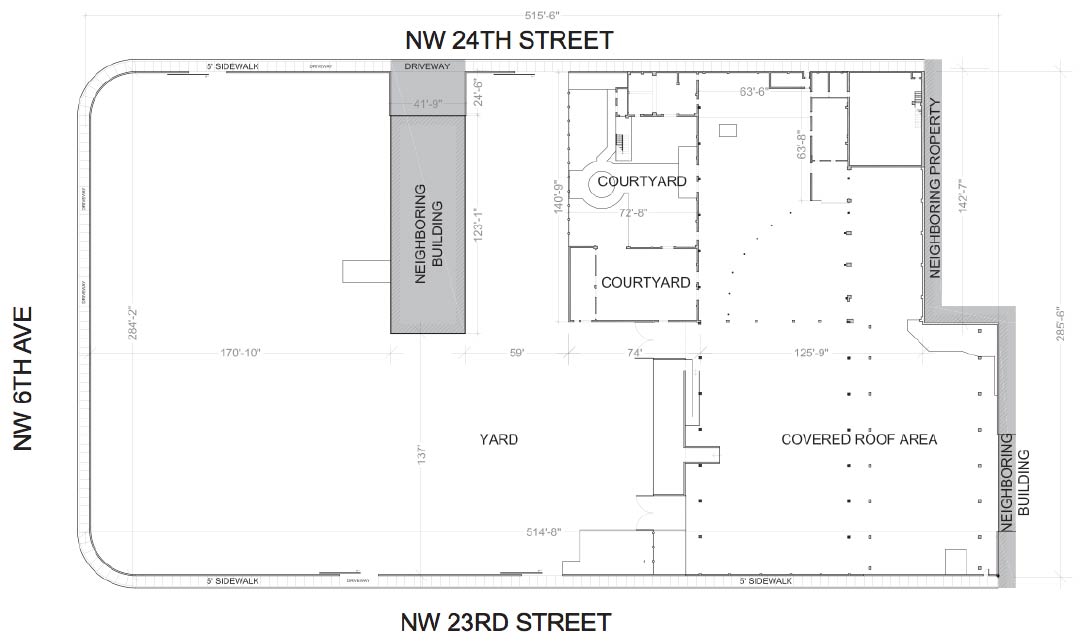 515'-6"
NW 24TH STREET
5' SIDEWALK
DRIVEWAY
DRIVEWAY
41'-9"
24'-6"
63'-6"
63'-8"
NEIGHBORING PROPERTY
142'-7"
DRIVEWAY
NEIGHBORING
BUILDING
123'-1"
140'-9"
COURTYARD
72'-8"
COURTYARD
DRIVEWAY
284'-2"
285'-6"
NW 6TH AVE
170'-10"
59'
74'
125'-9"
YARD
137'
COVERED ROOF AREA
NEIGHBORING
BUILDING
514'-8"
5' SIDEWALK
DRIVEWAY
5' SIDEWALK
NW 23RD STREET